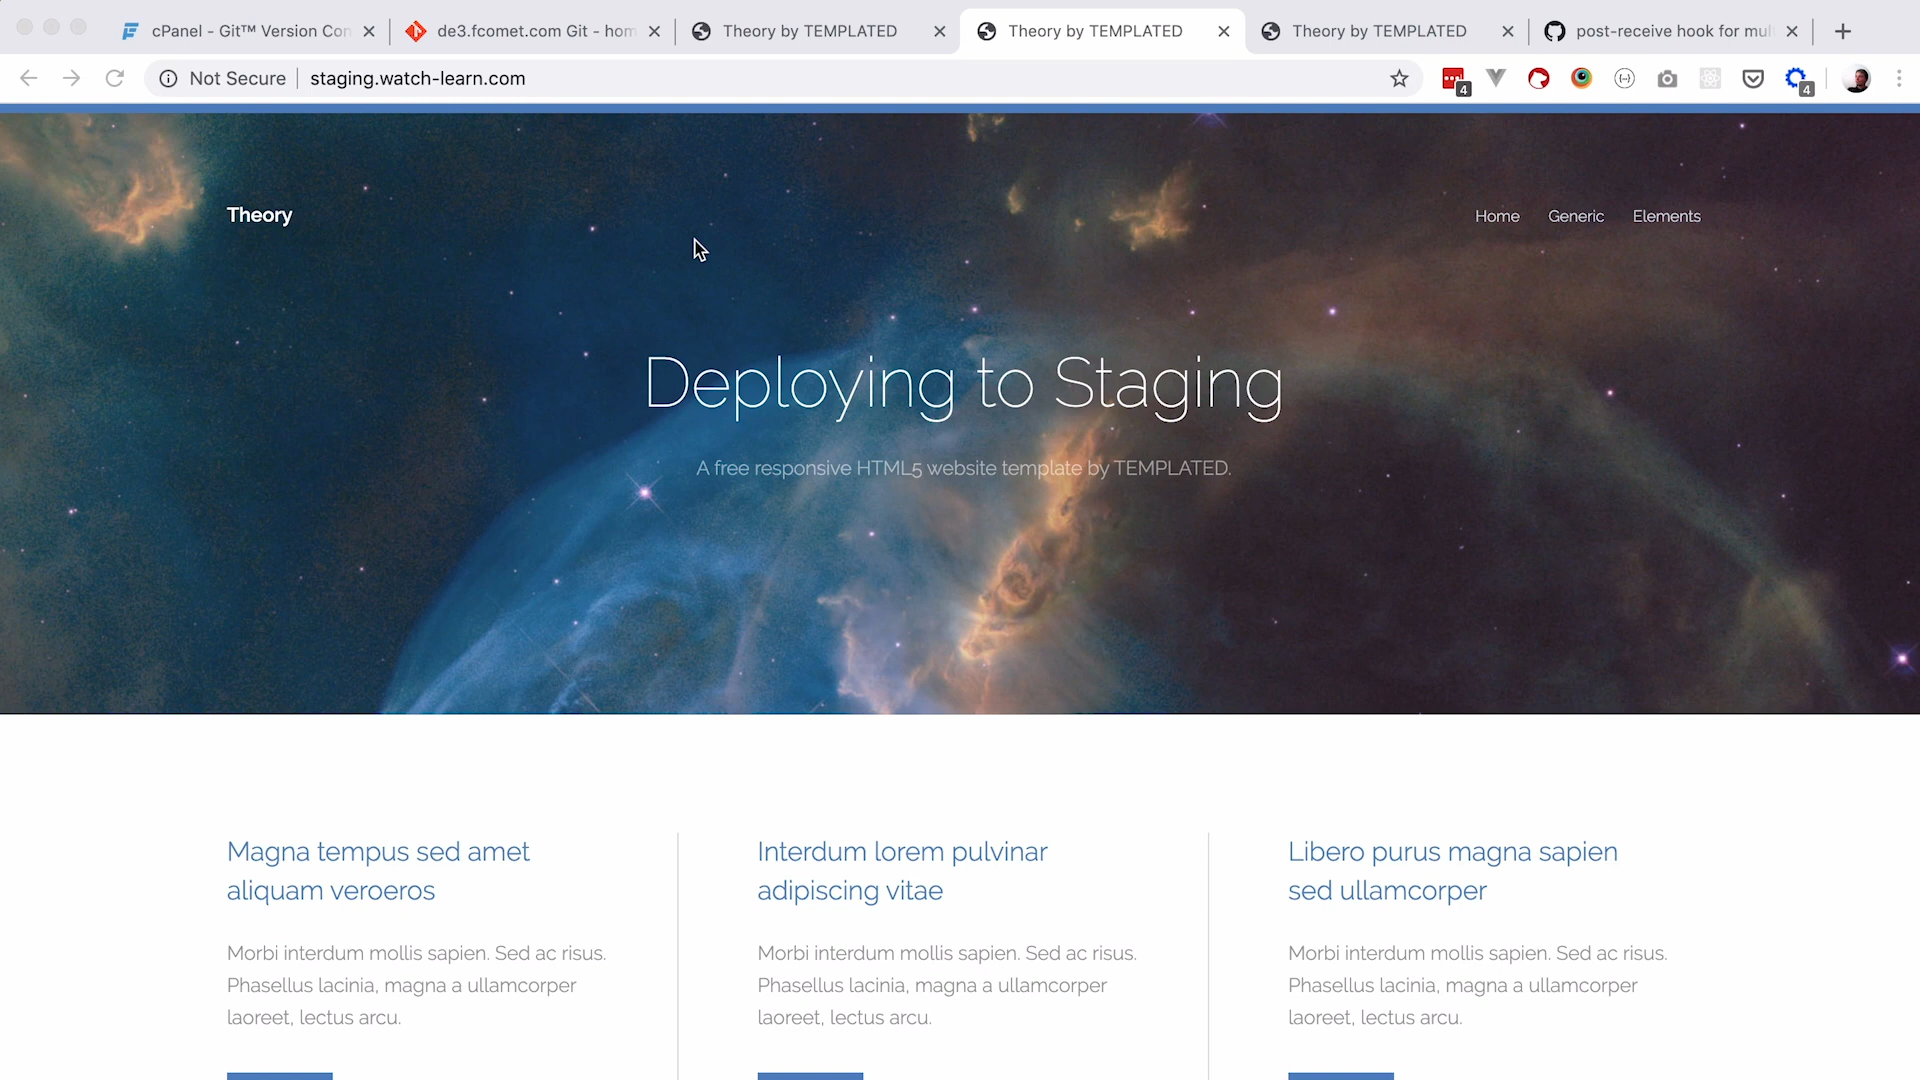 cPanel - Git™ Version Con
de3.fcomet.com Git - hom
Theory by TEMPLATED
Theory by TEMPLATED
Theory by TEMPLATED
post-receive hook for mul
Not Secure
staging.watch-learn.com
4
4
Theory
Home
Generic
Elements
Deploying to Staging
A free responsive HTML5 website template by TEMPLATED.
Magna tempus sed amet
aliquam veroeros
Morbi interdum mollis sapien. Sed ac risus.
Phasellus lacinia, magna a ullamcorper
laoreet, lectus arcu.
Interdum lorem pulvinar
adipiscing vitae
Morbi interdum mollis sapien. Sed ac risus.
Phasellus lacinia, magna a ullamcorper
laoreet, lectus arcu.
Libero purus magna sapien
sed ullamcorper
Morbi interdum mollis sapien. Sed ac risus.
Phasellus lacinia, magna a ullamcorper
laoreet, lectus arcu.